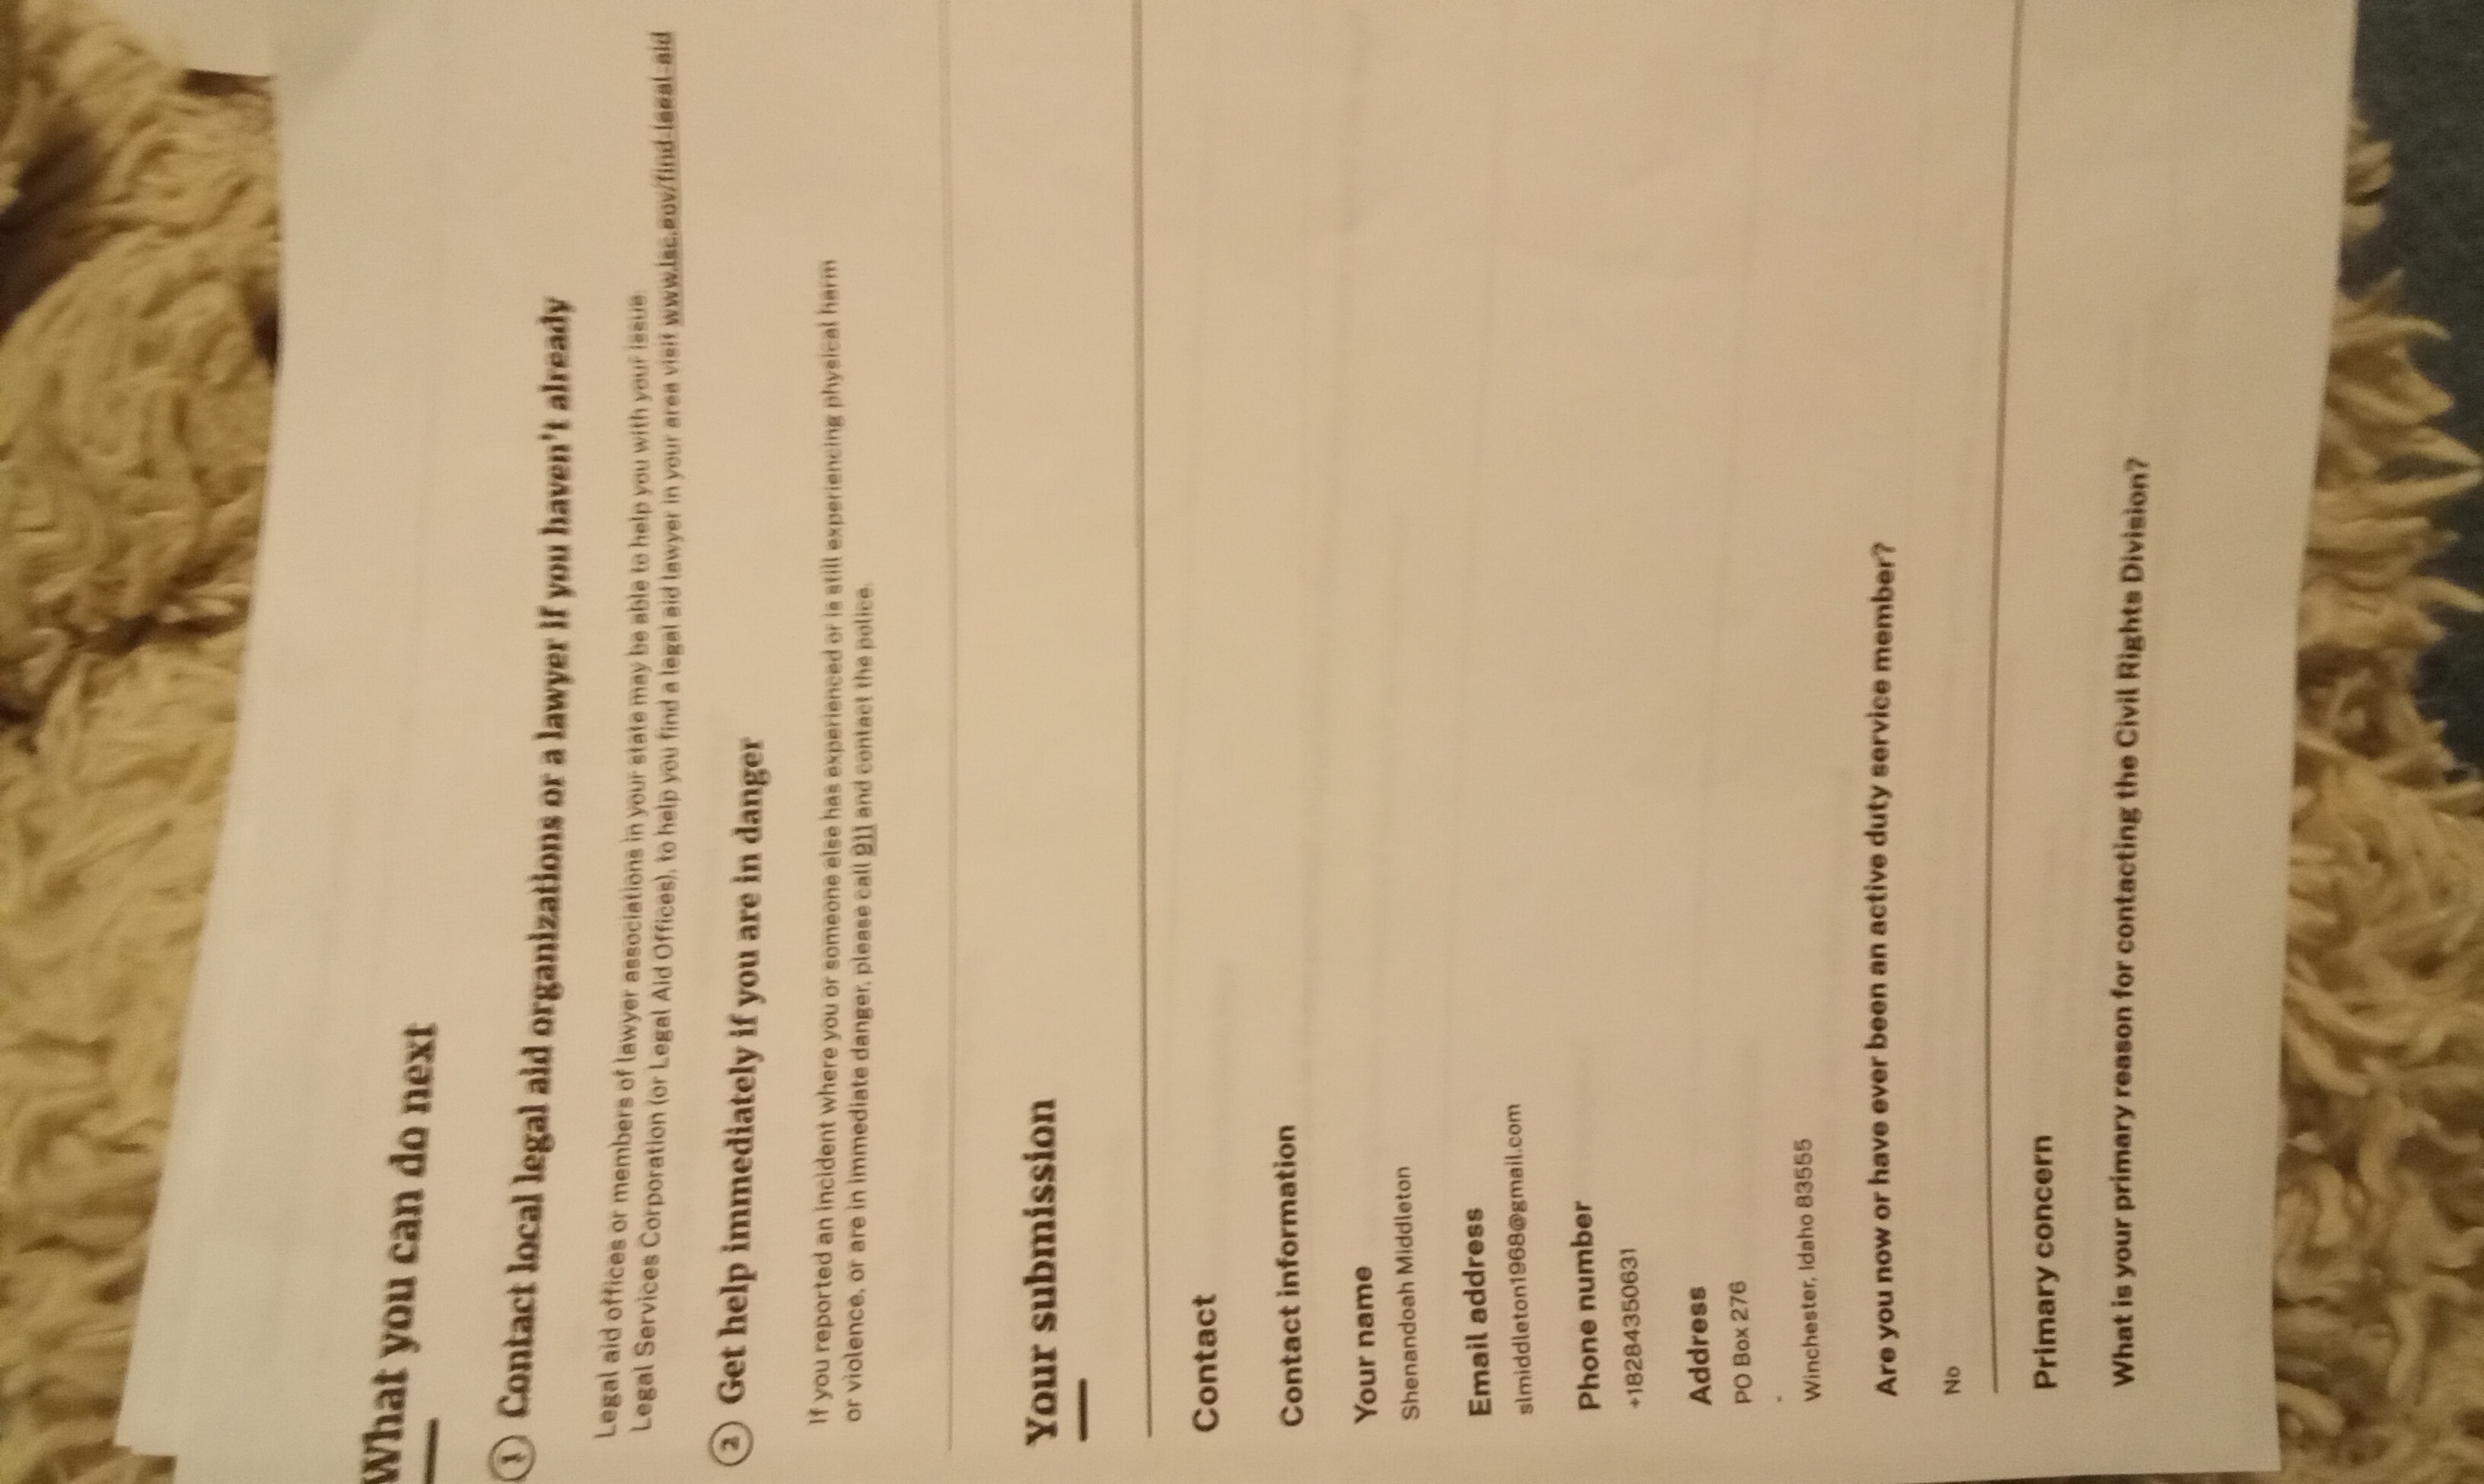 What you can do next
1 Contact local legal aid organizations or a lawyer if you haven't already
Legal aid offices or members of lawyer associations in your state may be able to help you with your issue.
Legal Services Corporation (or Legal Aid Offices), to help you find a legal aid lawyer in your area visit www.lsc.gov/find-legal-aid
2 Get help immediately if you are in danger
If you reported an incident where you or someone else has experienced or is still experiencing physical harm
or violence, or are in immediate danger, please call 911 and contact the police.
Your submission
Contact
Contact information
Your name
Shenandoah Middleton
Email address
slmiddleton1968@gmail.com
Phone number
+18284350631
Address
PO Box 276
-
Winchester, Idaho 83555
Are you now or have ever been an active duty service member?
No
Primary concern
What is your primary reason for contacting the Civil Rights Division?